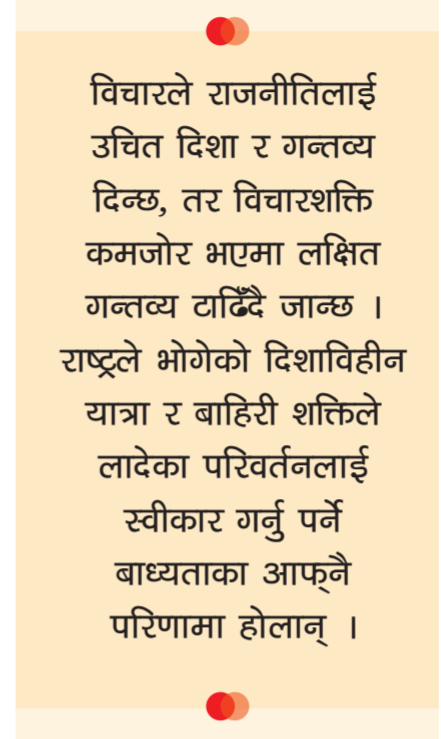 विचारले राजनीतिलाई
उचित दिशा र गन्तव्य
दिन्छ, तर विचारशक्ति
कमजोर भएमा लक्षित
गन्तव्य टाढिँदै जान्छ ।
राष्ट्रले भोगेको दिशाविहीन
यात्रा र बाहिरी शक्तिले
लादेका परिवर्तनलाई
स्वीकार गर्नु पर्ने
बाध्यताका आफ्‌नै
परिणामा होलान् ।